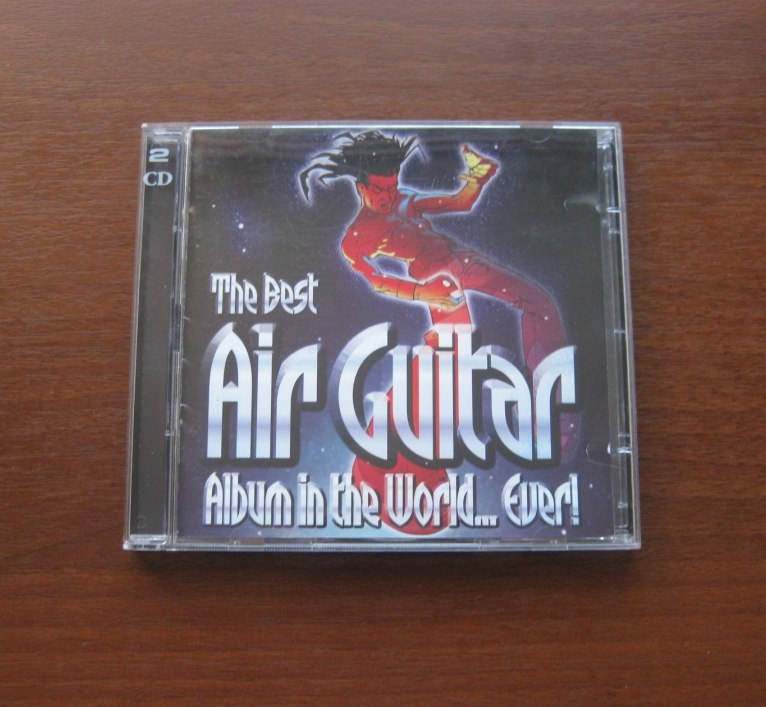 2
CD
The Best
Air Guitar
Album in the World... Ever!